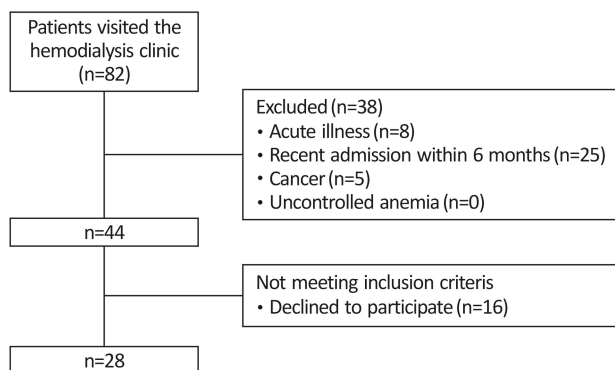 Patients visited the
hemodialysis clinic
(n=82)
Excluded (n=38)
• Acute illness (n=8)
• Recent admission within 6 months (n=25)
• Cancer (n=5)
• Uncontrolled anemia (n=0)
n=44
Not meeting inclusion criteria
• Declined to participate (n=16)
n=28